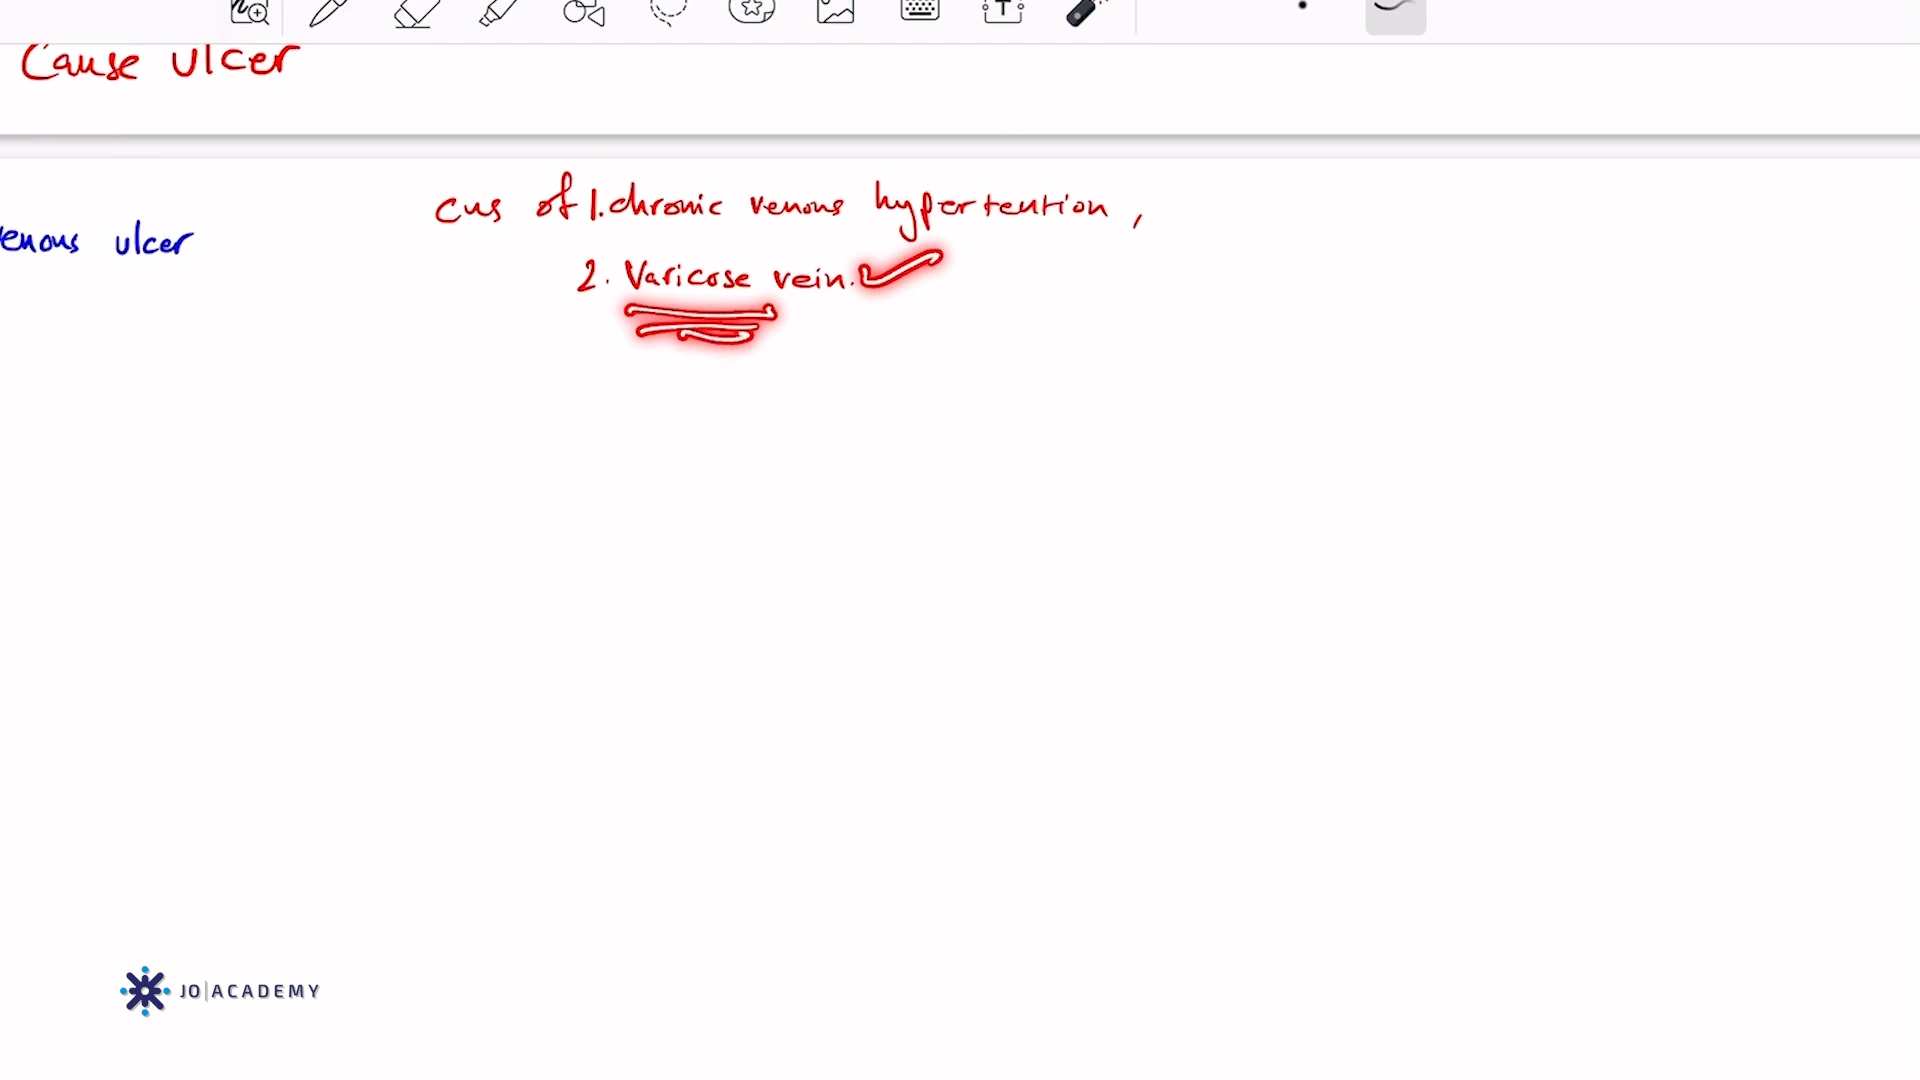 Cause ulcer
cus of 1. chronic venous hypertention,
enous ulcer
2. Varicose vein.
JO ACADEMY